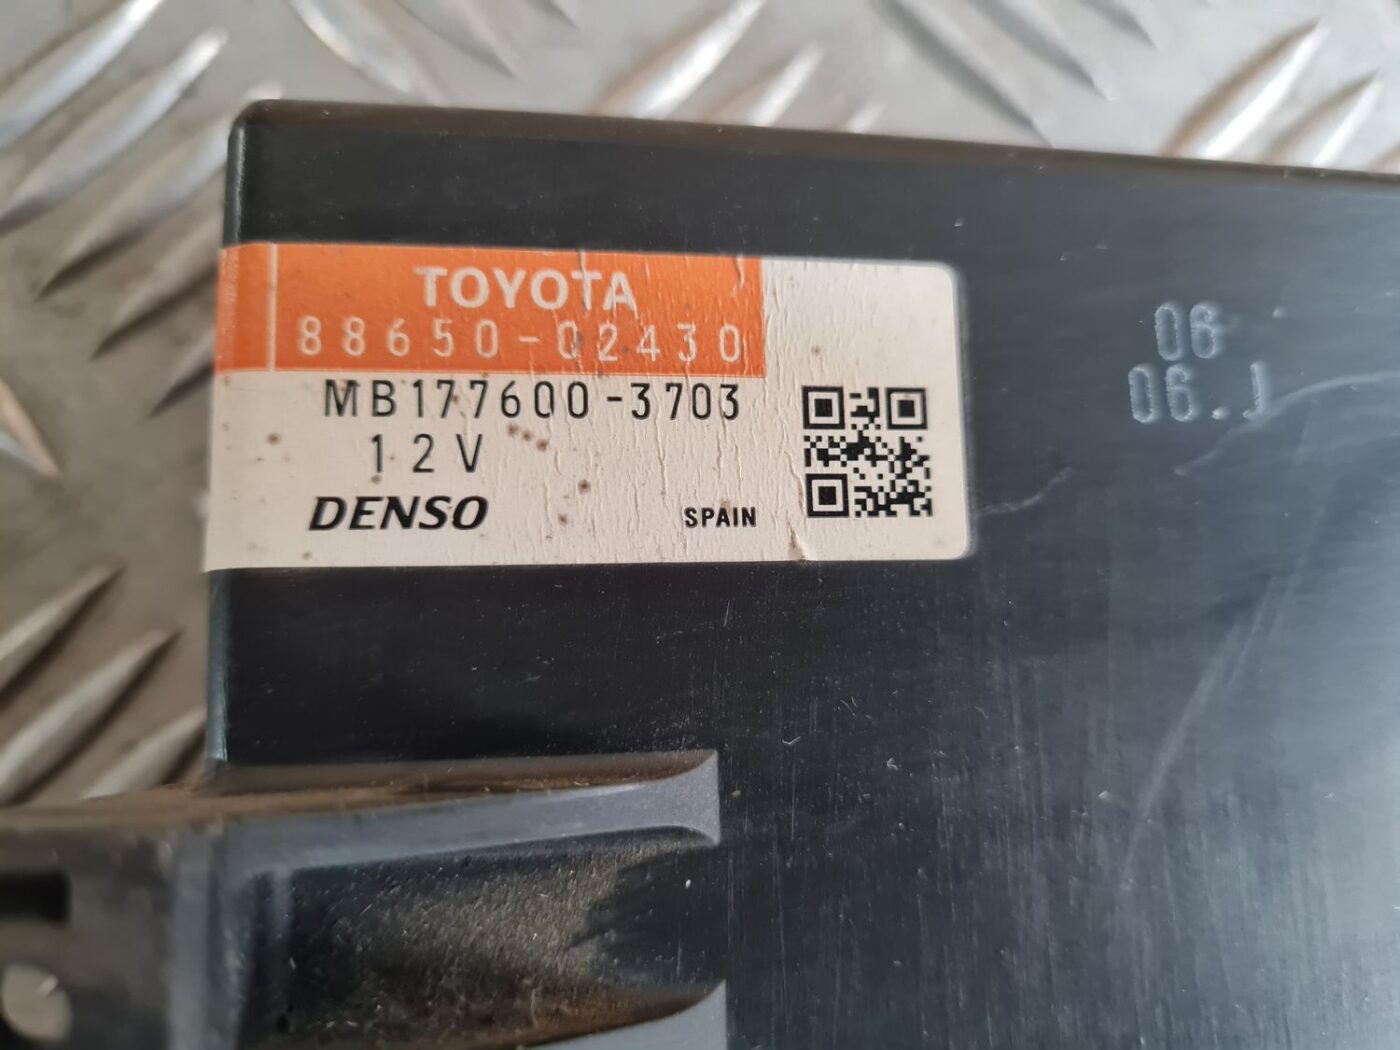 TOYOTA
88650-02430
MB177600-3703
12V
DENSO
SPAIN
06
06.J